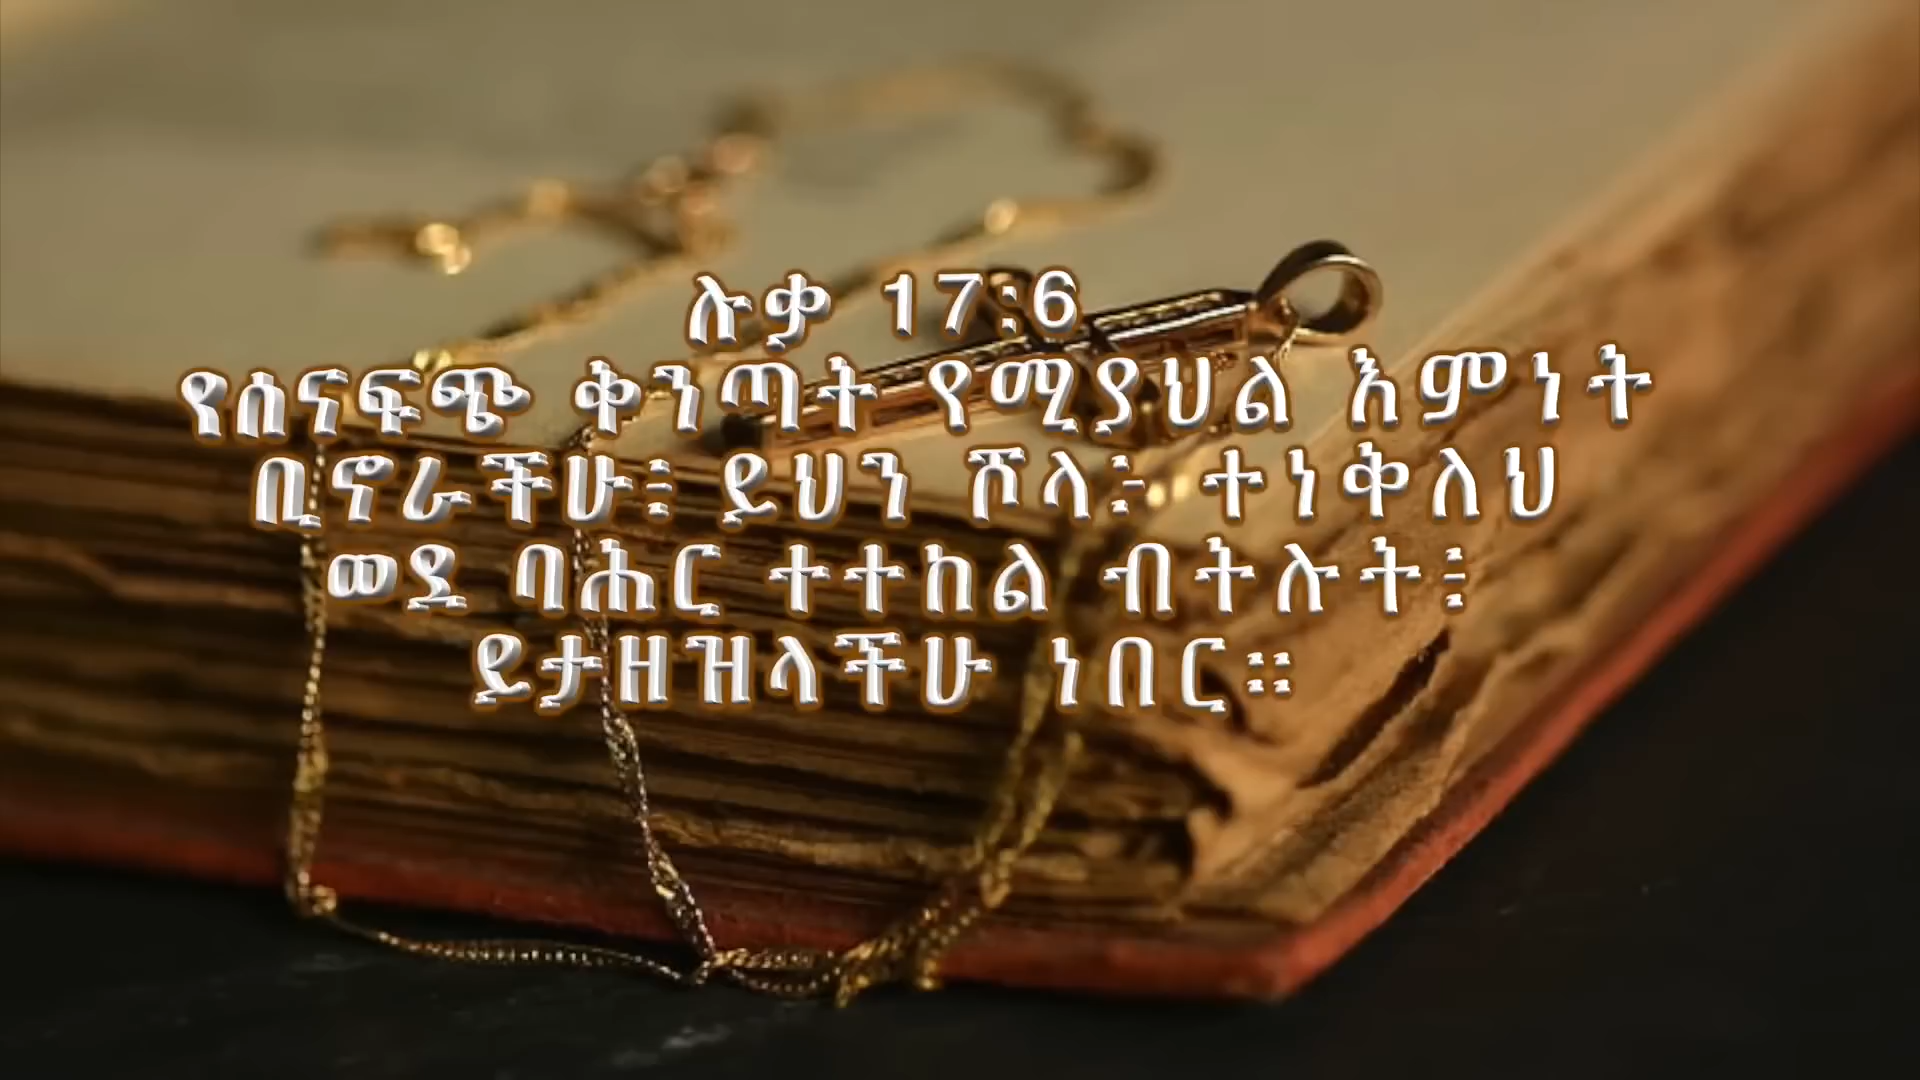 ሉቃ 17:6
የሰናፍጭ ቅንጣት የሚያህል እምነት
ቢኖራችሁ፥ ይህን ሾላ፦ ተነቅለህ
ወደ ባሕር ተተከል ብትሉት፥
ይታዘዝላችሁ ነበር።